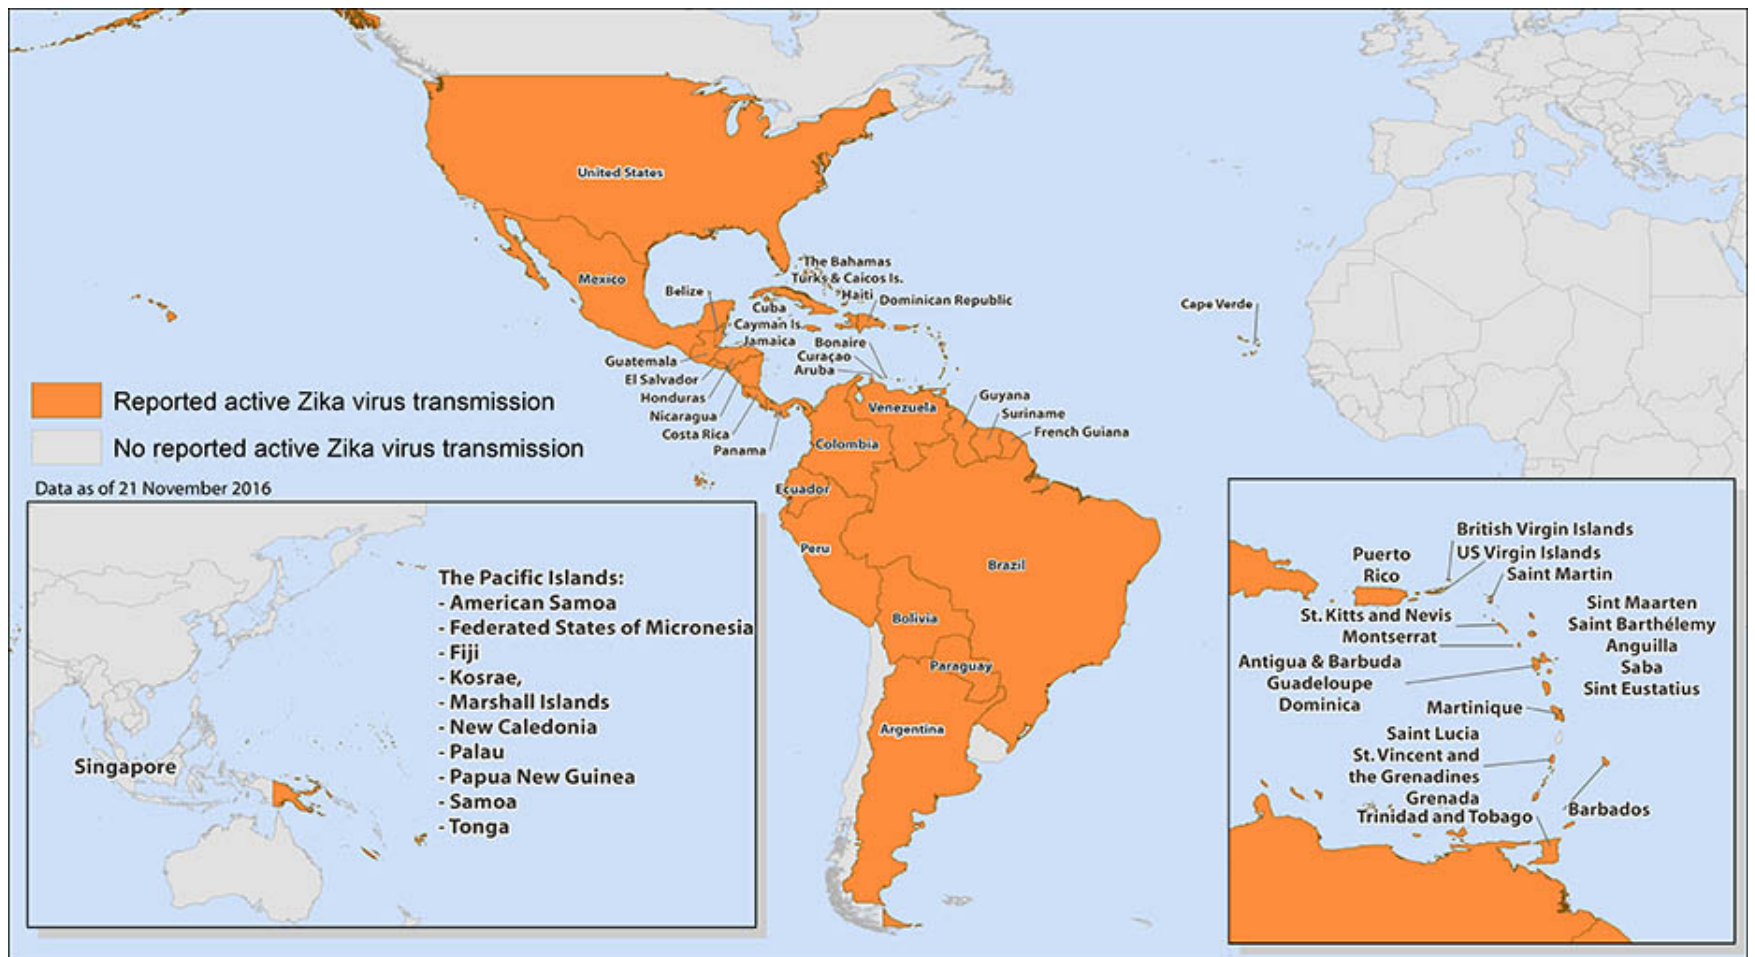 United States
Mexico
The Bahamas
Turks & Caicos Is.
Haiti
Dominican Republic
Belize
Cuba
Cayman Is.
Jamaica
Bonaire
Curaçao
Aruba
Cape Verde
Guatemala
El Salvador
Honduras
Nicaragua
Costa Rica
Panama
Guyana
Suriname
French Guiana
Venezuela
Colombia
Ecuador
Peru
Brazil
Bolivia
Paraguay
Argentina
Reported active Zika virus transmission
No reported active Zika virus transmission
Data as of 21 November 2016
The Pacific Islands:
- American Samoa
- Federated States of Micronesia
- Fiji
- Kosrae,
- Marshall Islands
- New Caledonia
- Palau
- Papua New Guinea
- Samoa
- Tonga
Singapore
British Virgin Islands
Puerto
Rico
US Virgin Islands
Saint Martin
St. Kitts and Nevis
Montserrat
Sint Maarten
Saint Barthélemy
Anguilla
Saba
Sint Eustatius
Antigua & Barbuda
Guadeloupe
Dominica
Martinique
Saint Lucia
St. Vincent and
the Grenadines
Grenada
Trinidad and Tobago
Barbados